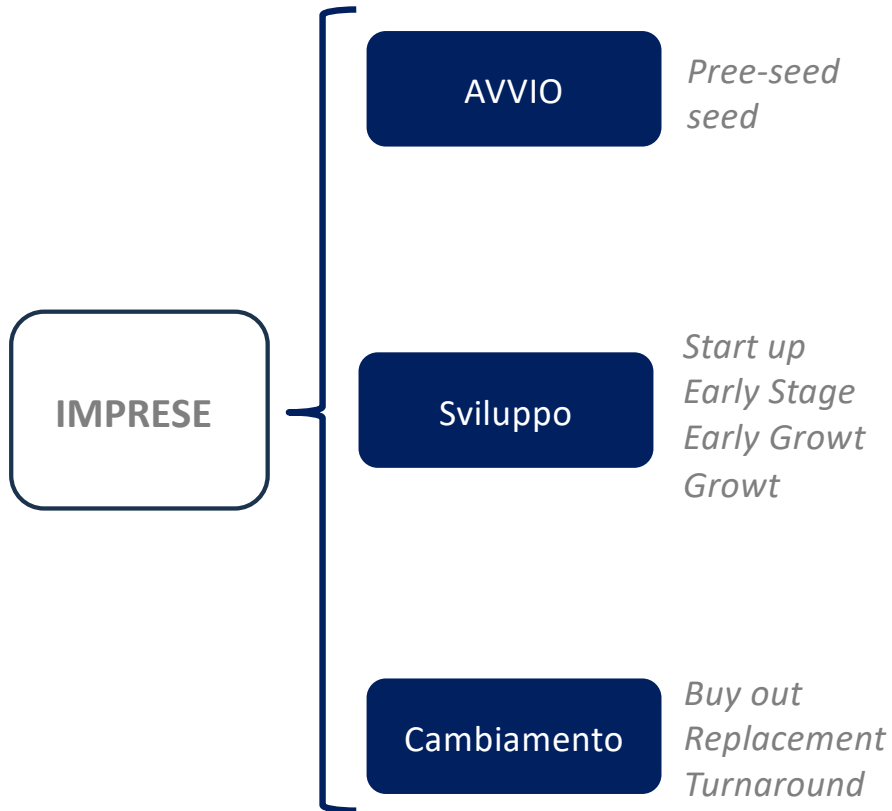 IMPRESE
AVVIO
Pree-seed
seed
Sviluppo
Start up
Early Stage
Early Growt
Growt
Cambiamento
Buy out
Replacement
Turnaround